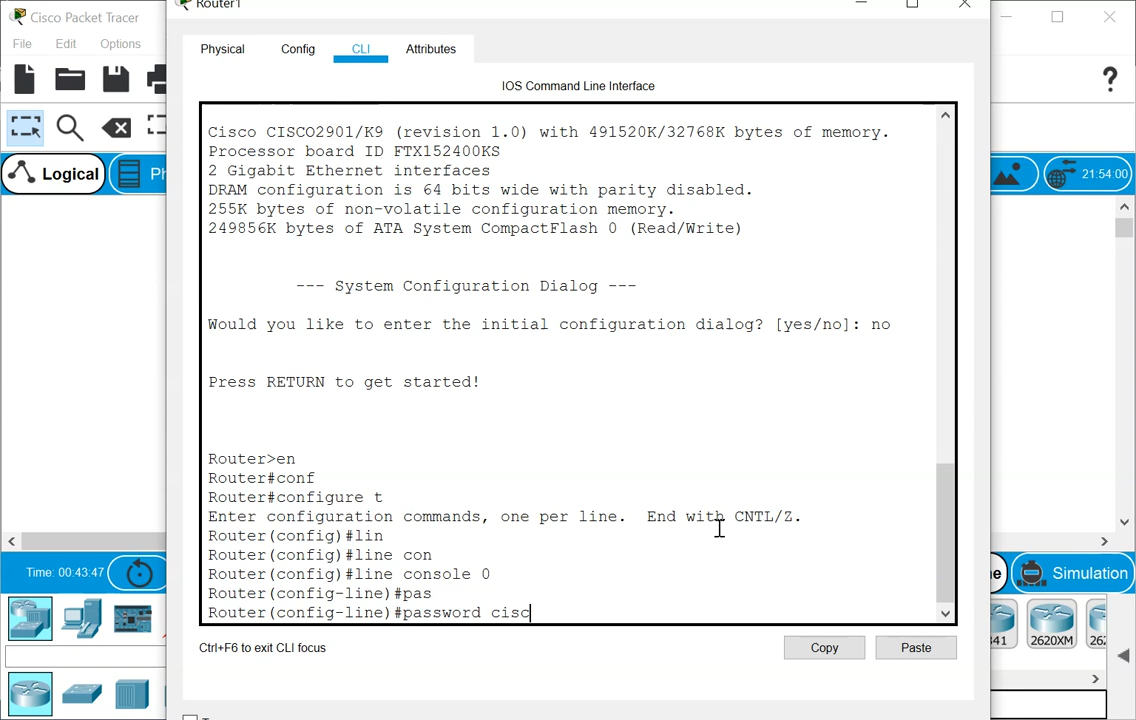 Cisco Packet Tracer
Router1
File Edit Options
Physical Config CLI Attributes
IOS Command Line Interface
Cisco CISCO2901/K9 (revision 1.0) with 491520K/32768K bytes of memory.
Processor board ID FTX152400KS
2 Gigabit Ethernet interfaces
DRAM configuration is 64 bits wide with parity disabled.
255K bytes of non-volatile configuration memory.
249856K bytes of ATA System CompactFlash 0 (Read/Write)
--- System Configuration Dialog ---
Would you like to enter the initial configuration dialog? [yes/no]: no
Press RETURN to get started!
Router>en
Router#conf
Router#configure t
Enter configuration commands, one per line. End with CNTL/Z.
Router(config)#lin
Router(config)#line con
Router(config)#line console 0
Router(config-line)#pas
Router(config-line)#password cisc
Ctrl+F6 to exit CLI focus
Copy Paste
Logical Ph
21:54:00
Time: 00:43:47
Simulation
41 2620XM 262